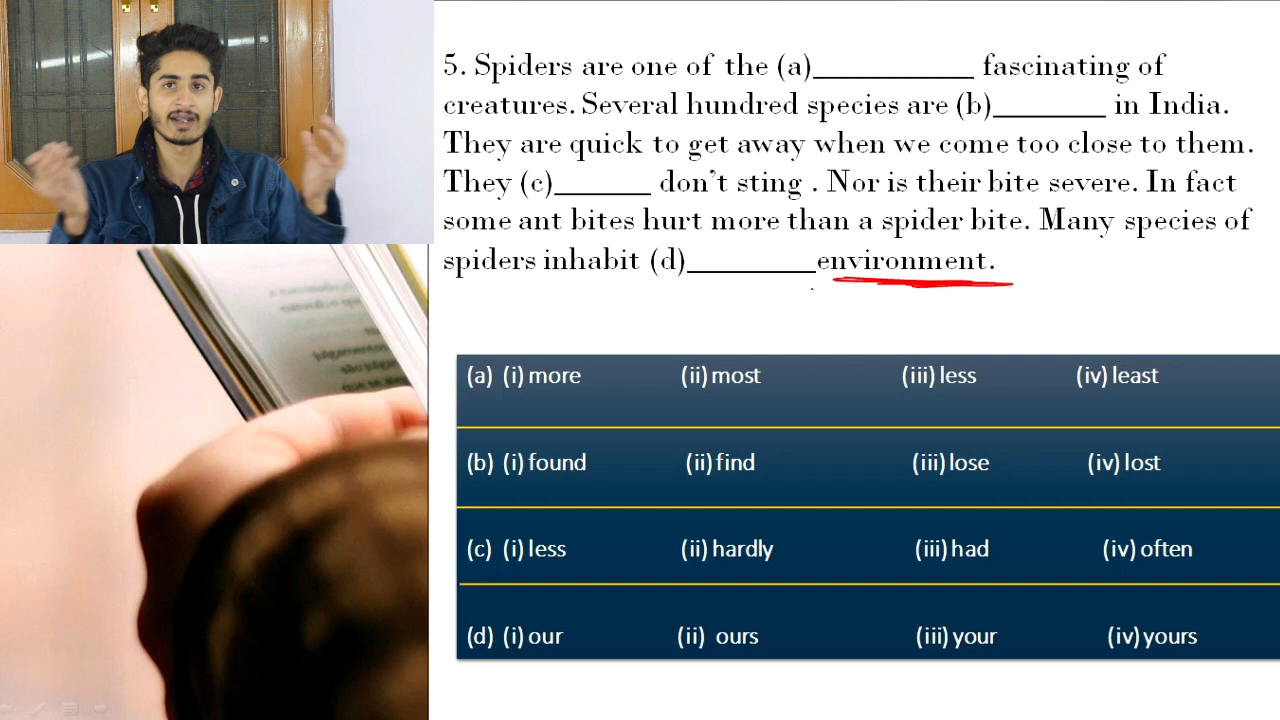 5. Spiders are one of the (a)__________ fascinating of
creatures. Several hundred species are (b)_______ in India.
They are quick to get away when we come too close to them.
They (c)______ don't sting . Nor is their bite severe. In fact
some ant bites hurt more than a spider bite. Many species of
spiders inhabit (d)________environment.
(a) (i) more (ii) most (iii) less (iv) least
(b) (i) found (ii) find (iii) lose (iv) lost
(c) (i) less (ii) hardly (iii) had (iv) often
(d) (i) our (ii) ours (iii) your (iv) yours